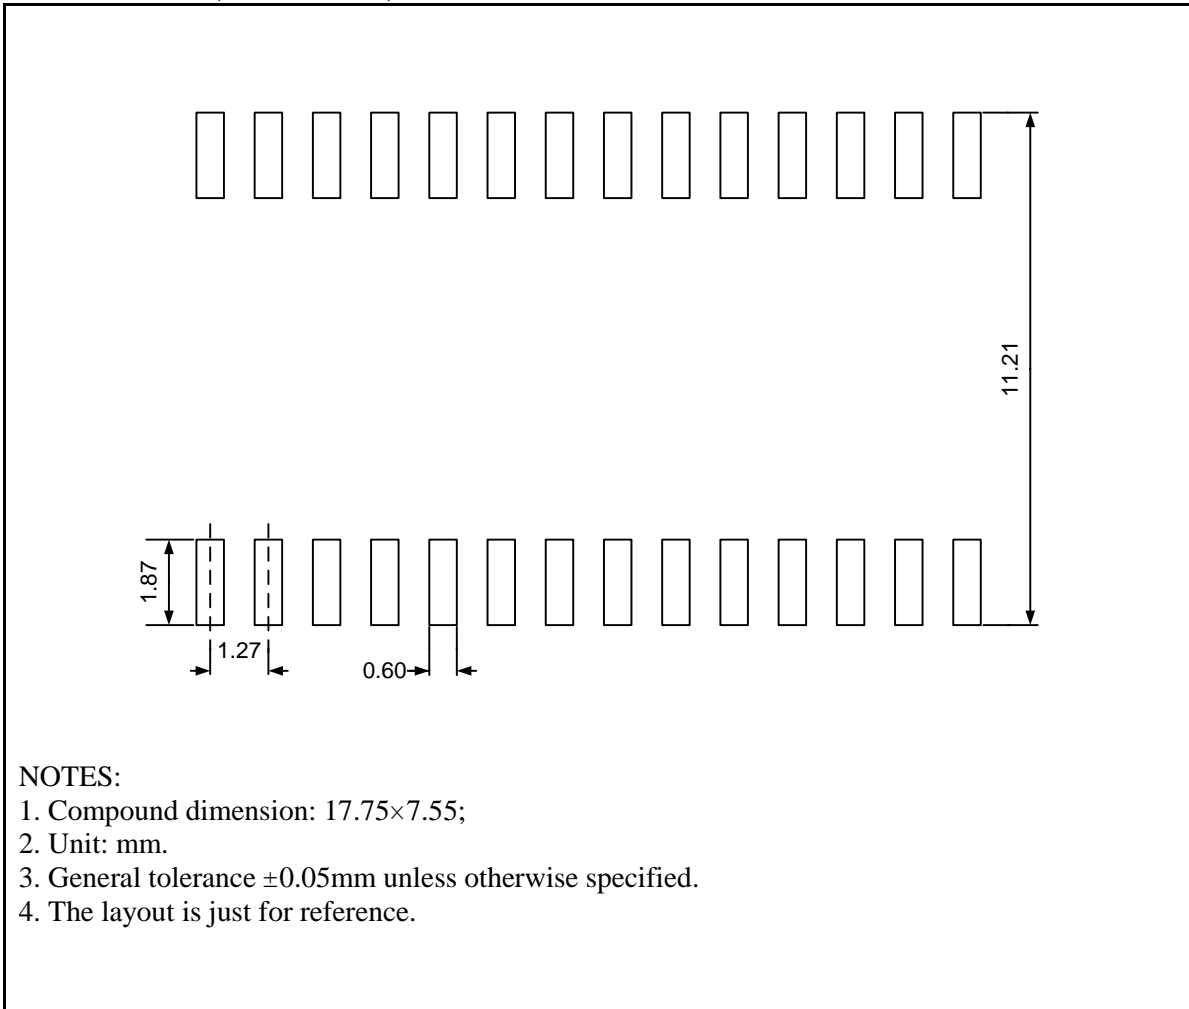 11.21
1.87
1.27
0.60
NOTES:
1. Compound dimension: 17.75×7.55;
2. Unit: mm.
3. General tolerance ±0.05mm unless otherwise specified.
4. The layout is just for reference.